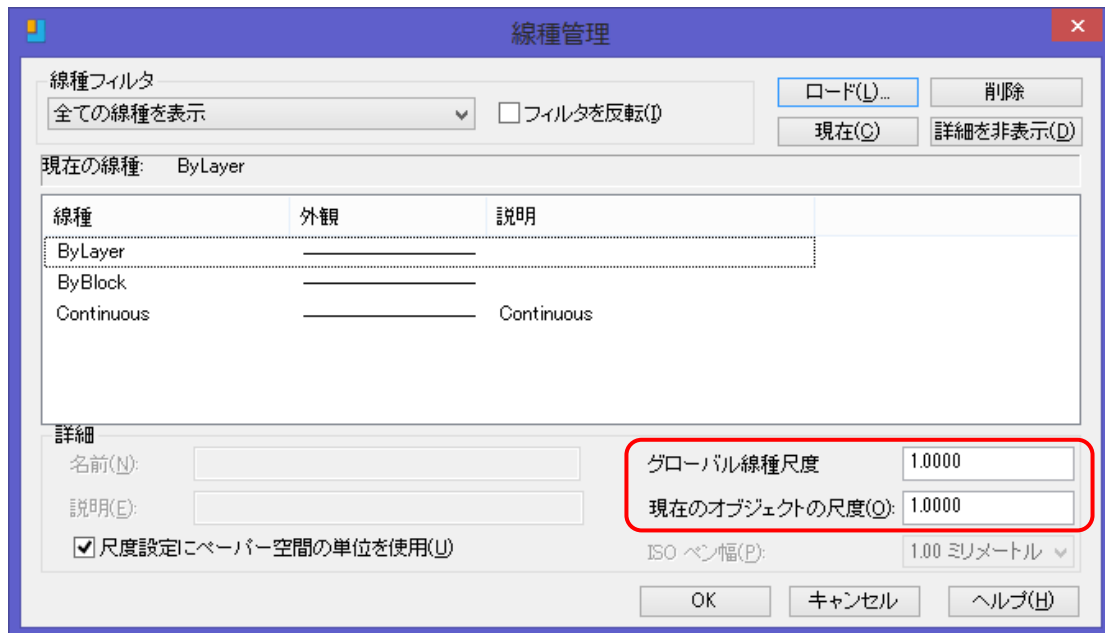 線種管理
線種フィルタ
全ての線種を表示
フィルタを反転(I)
ロード(L)...
削除
現在(C)
詳細を非表示(D)
現在の線種: ByLayer
線種 外観 説明
ByLayer
ByBlock
Continuous Continuous
詳細
名前(N):
説明(E):
尺度設定にペーパー空間の単位を使用(U)
グローバル線種尺度 1.0000
現在のオブジェクトの尺度(O): 1.0000
ISO ペン幅(P): 1.00 ミリメートル
OK キャンセル ヘルプ(H)